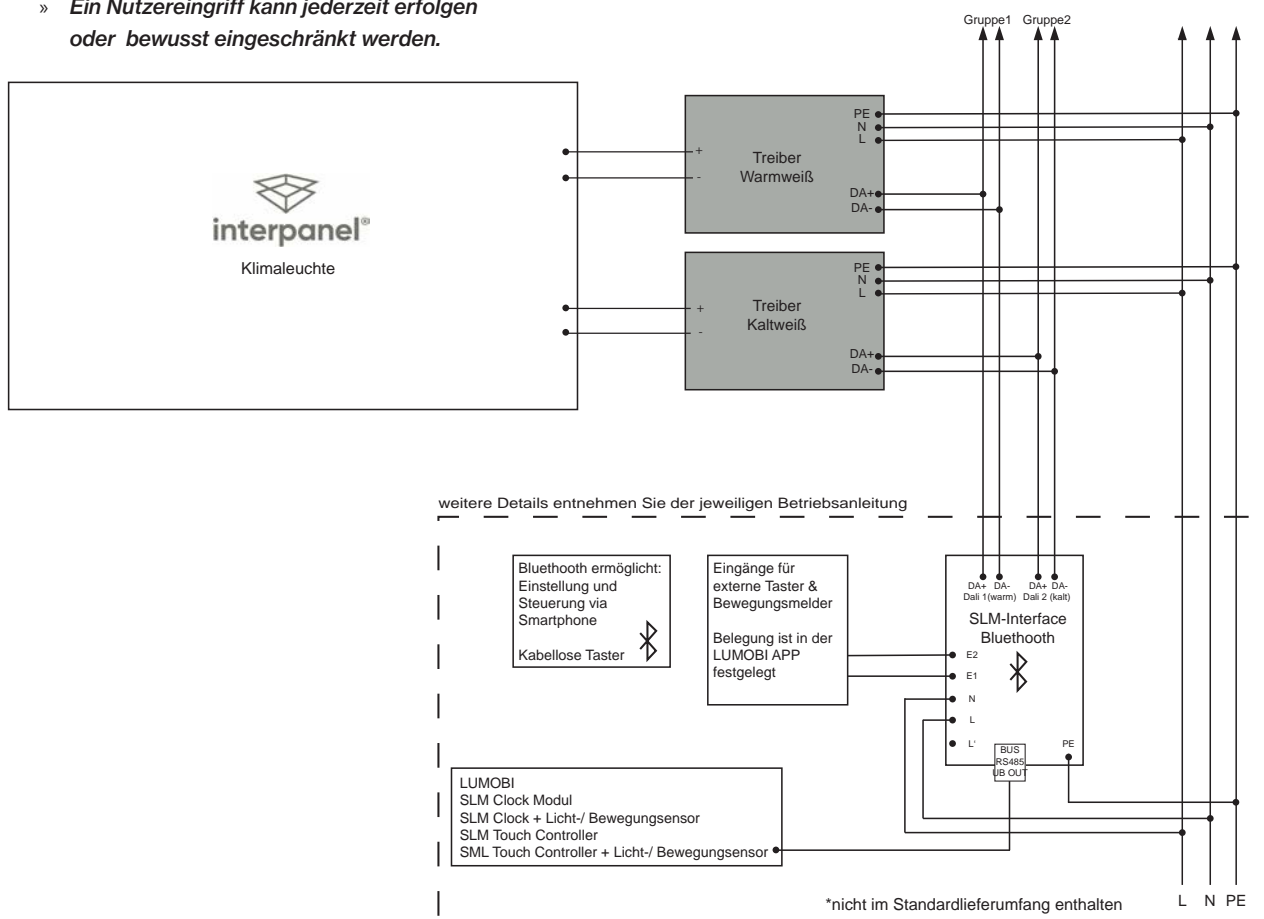 » Ein Nutzereingriff kann jederzeit erfolgen
oder bewusst eingeschränkt werden.
Gruppe1 Gruppe2
interpanel®
Klimaleuchte
+
-
Treiber
Warmweiß
PE
N
L
DA+
DA-
+
-
Treiber
Kaltweiß
PE
N
L
DA+
DA-
weitere Details entnehmen Sie der jeweiligen Betriebsanleitung
Bluethooth ermöglicht:
Einstellung und
Steuerung via
Smartphone
Kabellose Taster
Eingänge für
externe Taster &
Bewegungsmelder
Belegung ist in der
LUMOBI APP
festgelegt
DA+ DA- DA+ DA-
Dali 1(warm) Dali 2 (kalt)
SLM-Interface
Bluethooth
E2
E1
N
L
L'
PE
BUS
RS485
UB OUT
LUMOBI
SLM Clock Modul
SLM Clock + Licht-/ Bewegungsensor
SLM Touch Controller
SML Touch Controller + Licht-/ Bewegungsensor
*nicht im Standardlieferumfang enthalten
L N PE